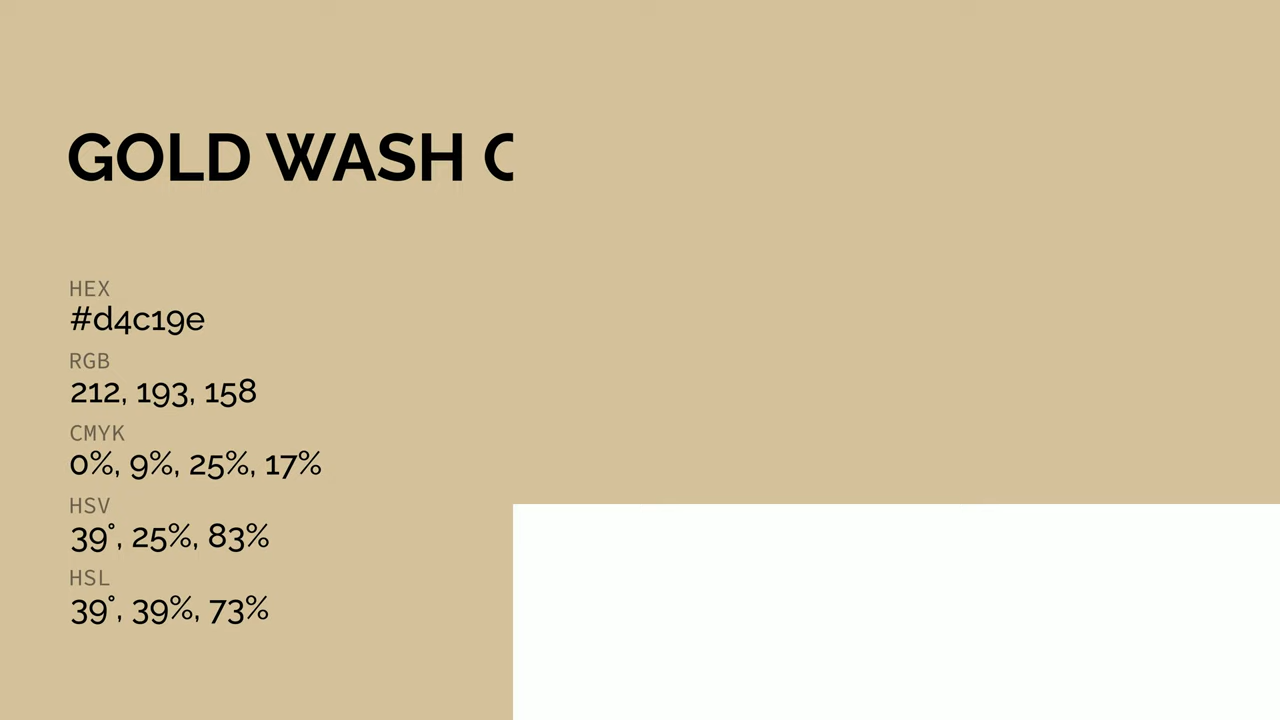 GOLD WASH
HEX
#d4c19e
RGB
212, 193, 158
CMYK
0%, 9%, 25%, 17%
HSV
39°, 25%, 83%
HSL
39°, 39%, 73%